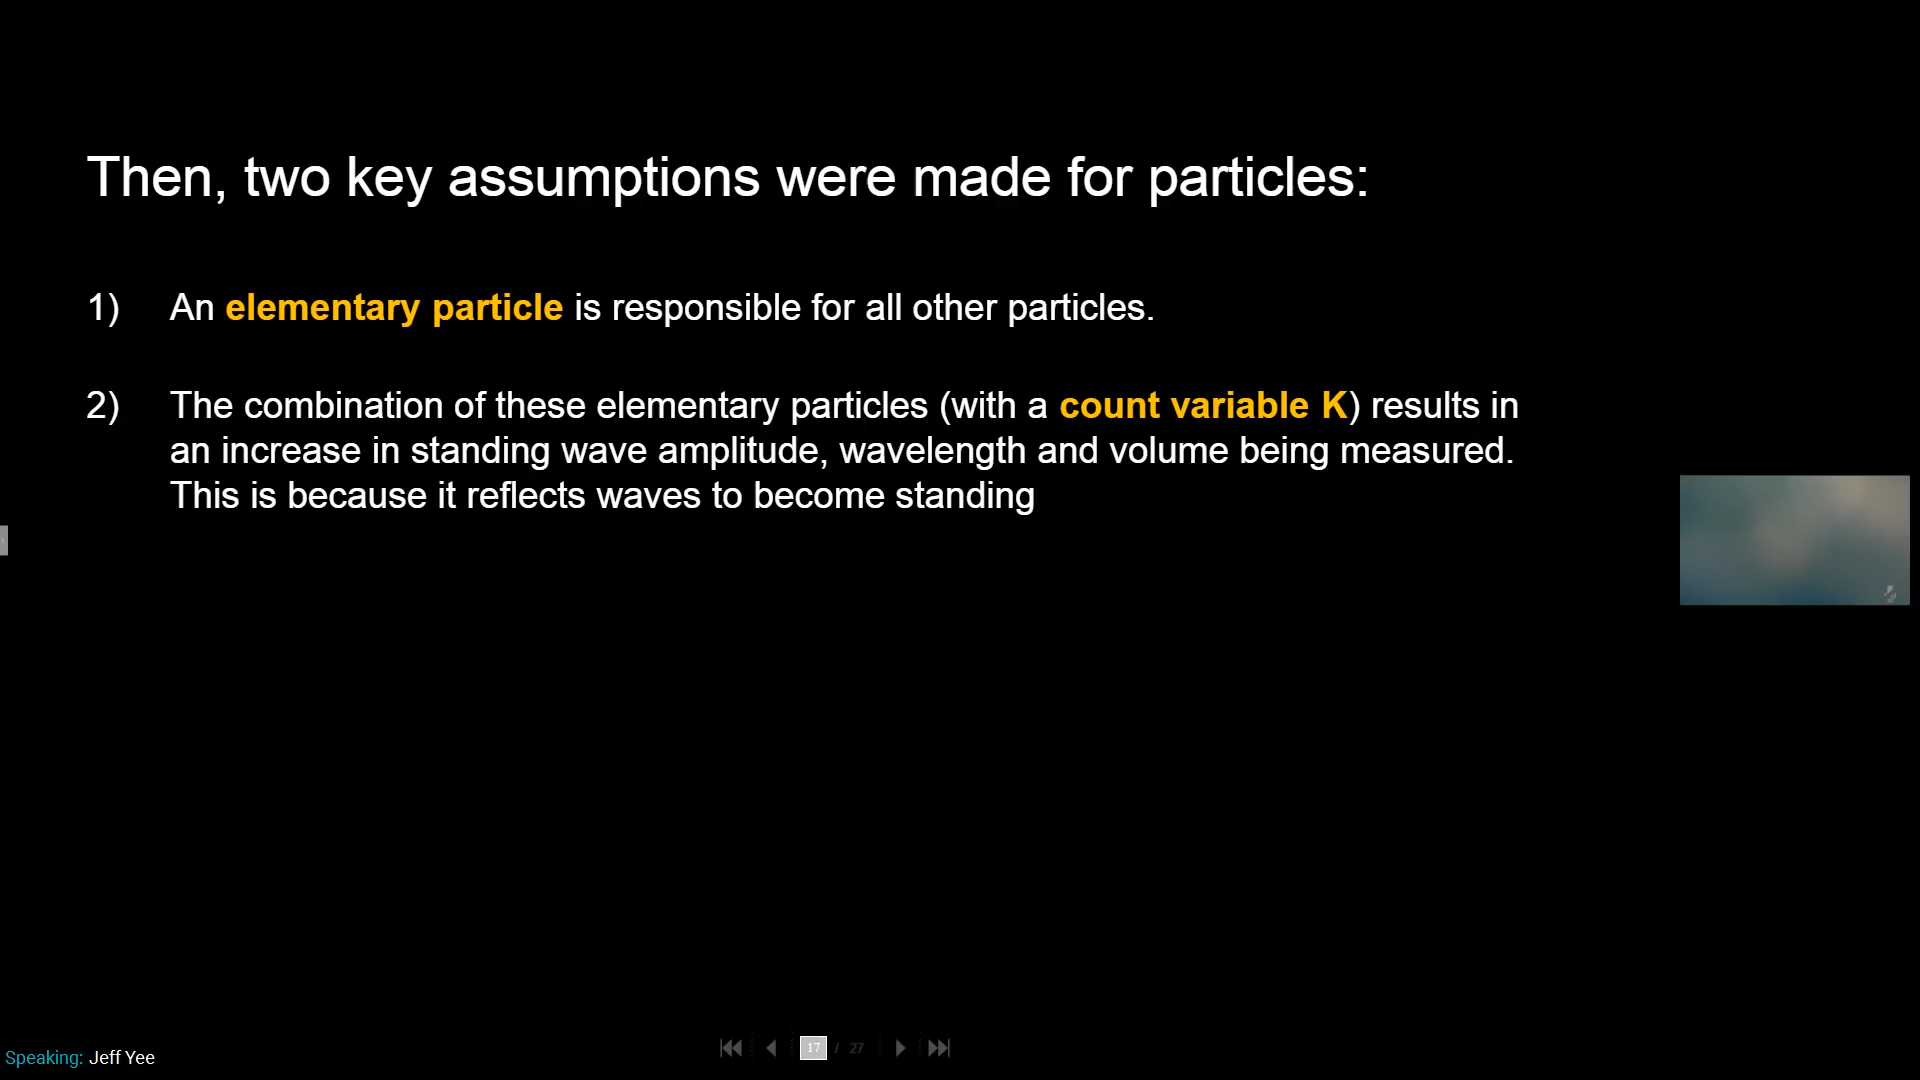 Then, two key assumptions were made for particles:
1) An elementary particle is responsible for all other particles.
2) The combination of these elementary particles (with a count variable K) results in
an increase in standing wave amplitude, wavelength and volume being measured.
This is because it reflects waves to become standing
17 / 27
Speaking: Jeff Yee